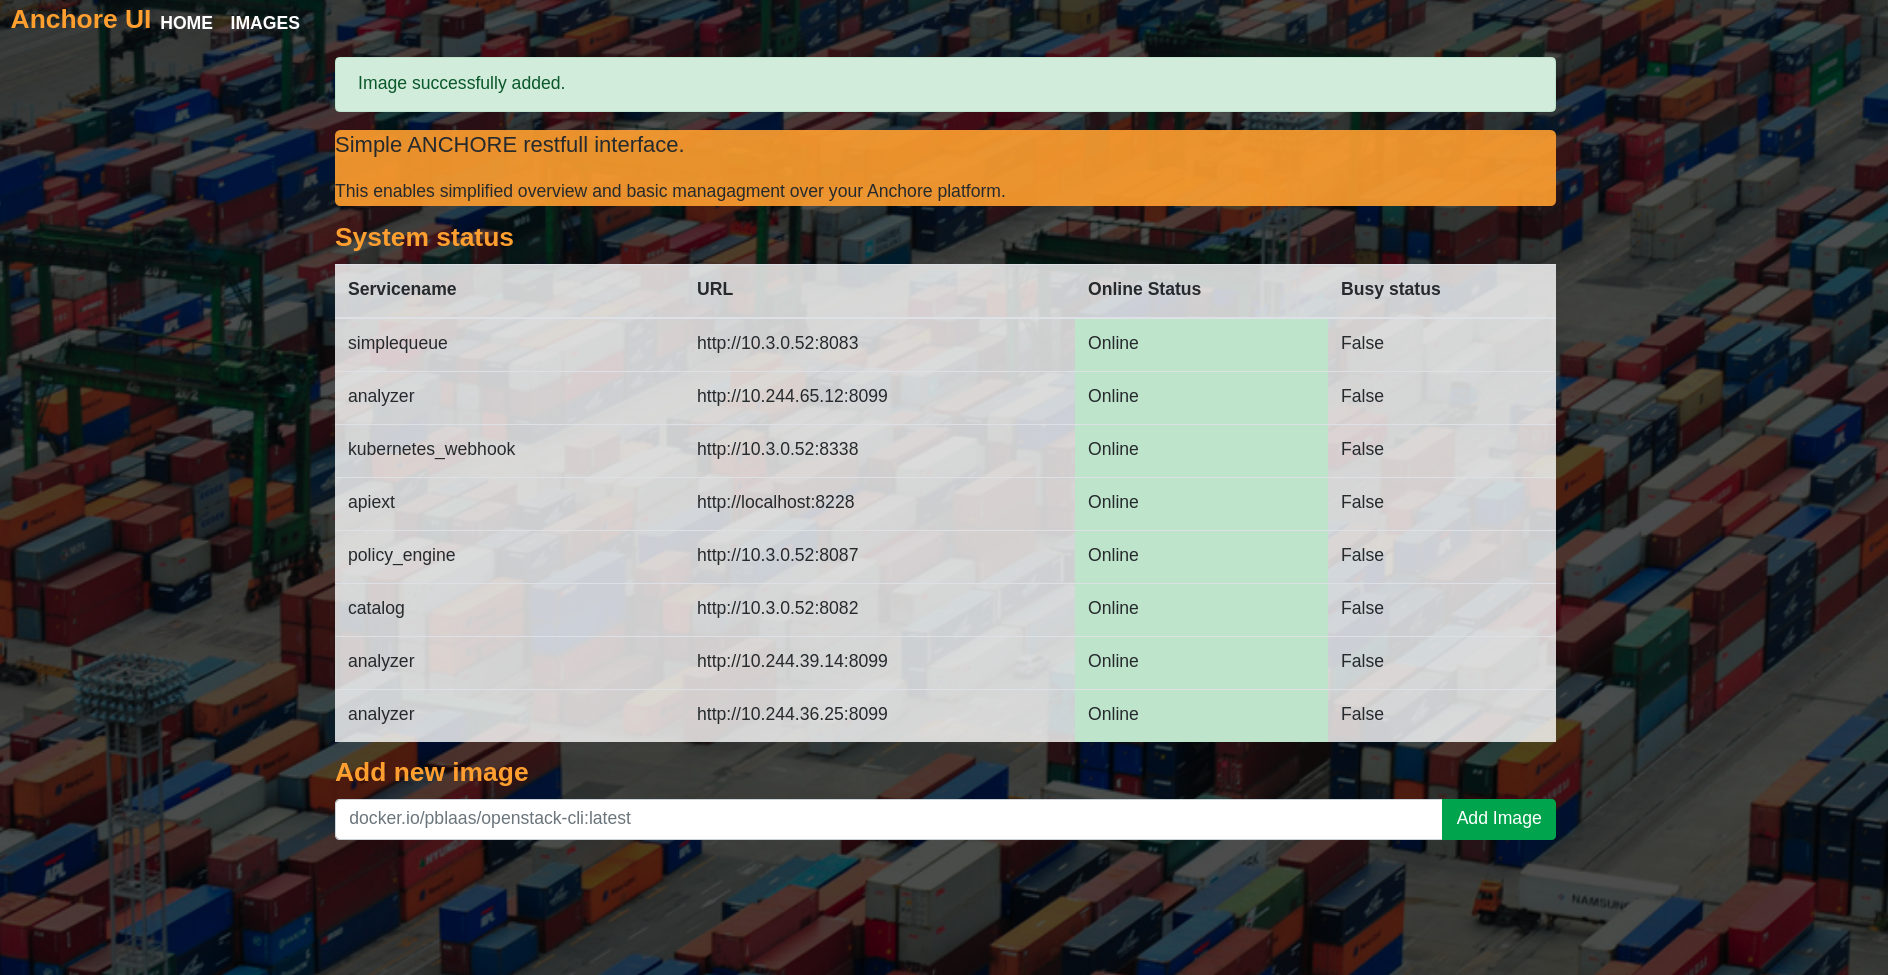 Anchore UI HOME IMAGES
Image successfully added.
Simple ANCHORE restfull interface.
This enables simplified overview and basic managagment over your Anchore platform.
System status
Servicename URL Online Status Busy status
simplequeue http://10.3.0.52:8083 Online False
analyzer http://10.244.65.12:8099 Online False
kubernetes_webhook http://10.3.0.52:8338 Online False
apiext http://localhost:8228 Online False
policy_engine http://10.3.0.52:8087 Online False
catalog http://10.3.0.52:8082 Online False
analyzer http://10.244.39.14:8099 Online False
analyzer http://10.244.36.25:8099 Online False
Add new image
docker.io/pblaas/openstack-cli:latest Add Image
APL